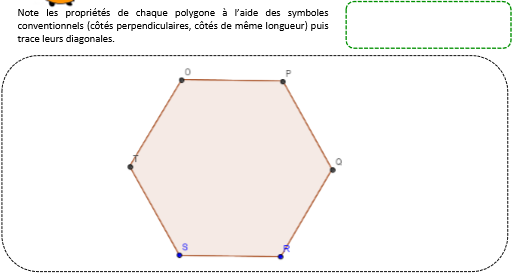 Note les propriétés de chaque polygone à l'aide des symboles
conventionnels (côtés perpendiculaires, côtés de même longueur) puis
trace leurs diagonales.
O P
T Q
S R